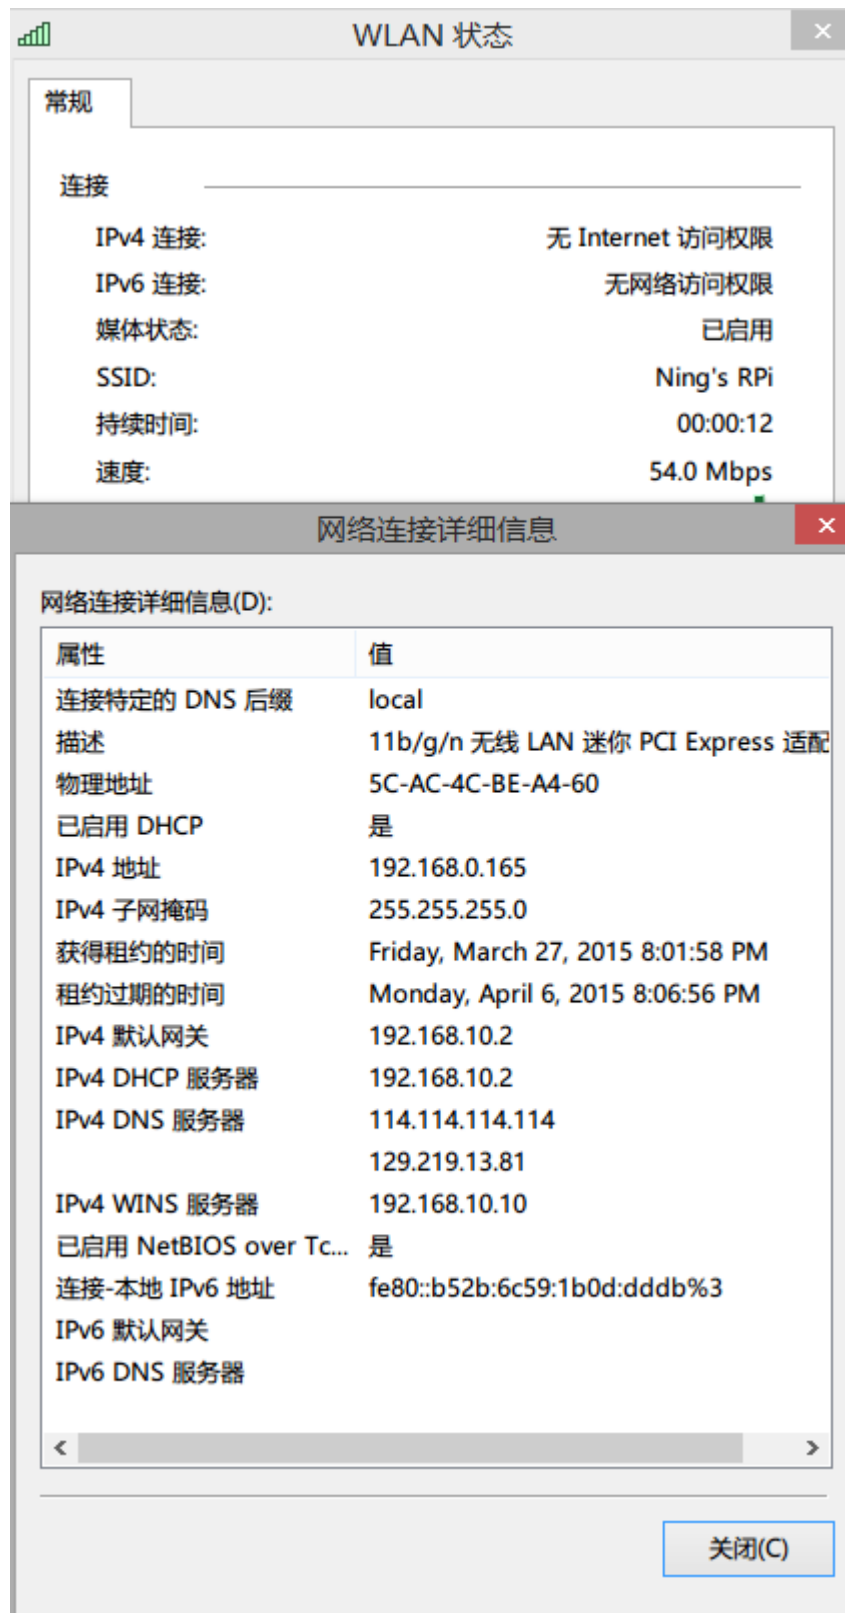 WLAN 状态
常规
连接
IPv4 连接: 无 Internet 访问权限
IPv6 连接: 无网络访问权限
媒体状态: 已启用
SSID: Ning's RPi
持续时间: 00:00:12
速度: 54.0 Mbps
网络连接详细信息
网络连接详细信息(D):
属性 值
连接特定的 DNS 后缀 local
描述 11b/g/n 无线 LAN 迷你 PCI Express 适配
物理地址 5C-AC-4C-BE-A4-60
已启用 DHCP 是
IPv4 地址 192.168.0.165
IPv4 子网掩码 255.255.255.0
获得租约的时间 Friday, March 27, 2015 8:01:58 PM
租约过期的时间 Monday, April 6, 2015 8:06:56 PM
IPv4 默认网关 192.168.10.2
IPv4 DHCP 服务器 192.168.10.2
IPv4 DNS 服务器 114.114.114.114
129.219.13.81
IPv4 WINS 服务器 192.168.10.10
已启用 NetBIOS over Tc... 是
连接-本地 IPv6 地址 fe80::b52b:6c59:1b0d:dddb%3
IPv6 默认网关
IPv6 DNS 服务器
关闭(C)